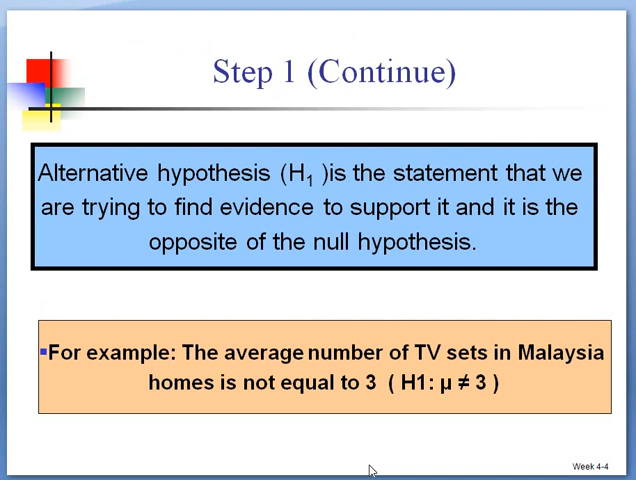 Step 1 (Continue)
Alternative hypothesis (H₁ )is the statement that we
are trying to find evidence to support it and it is the
opposite of the null hypothesis.
▪For example: The average number of TV sets in Malaysia
homes is not equal to 3 ( H1: µ ≠ 3 )
Week 4-4